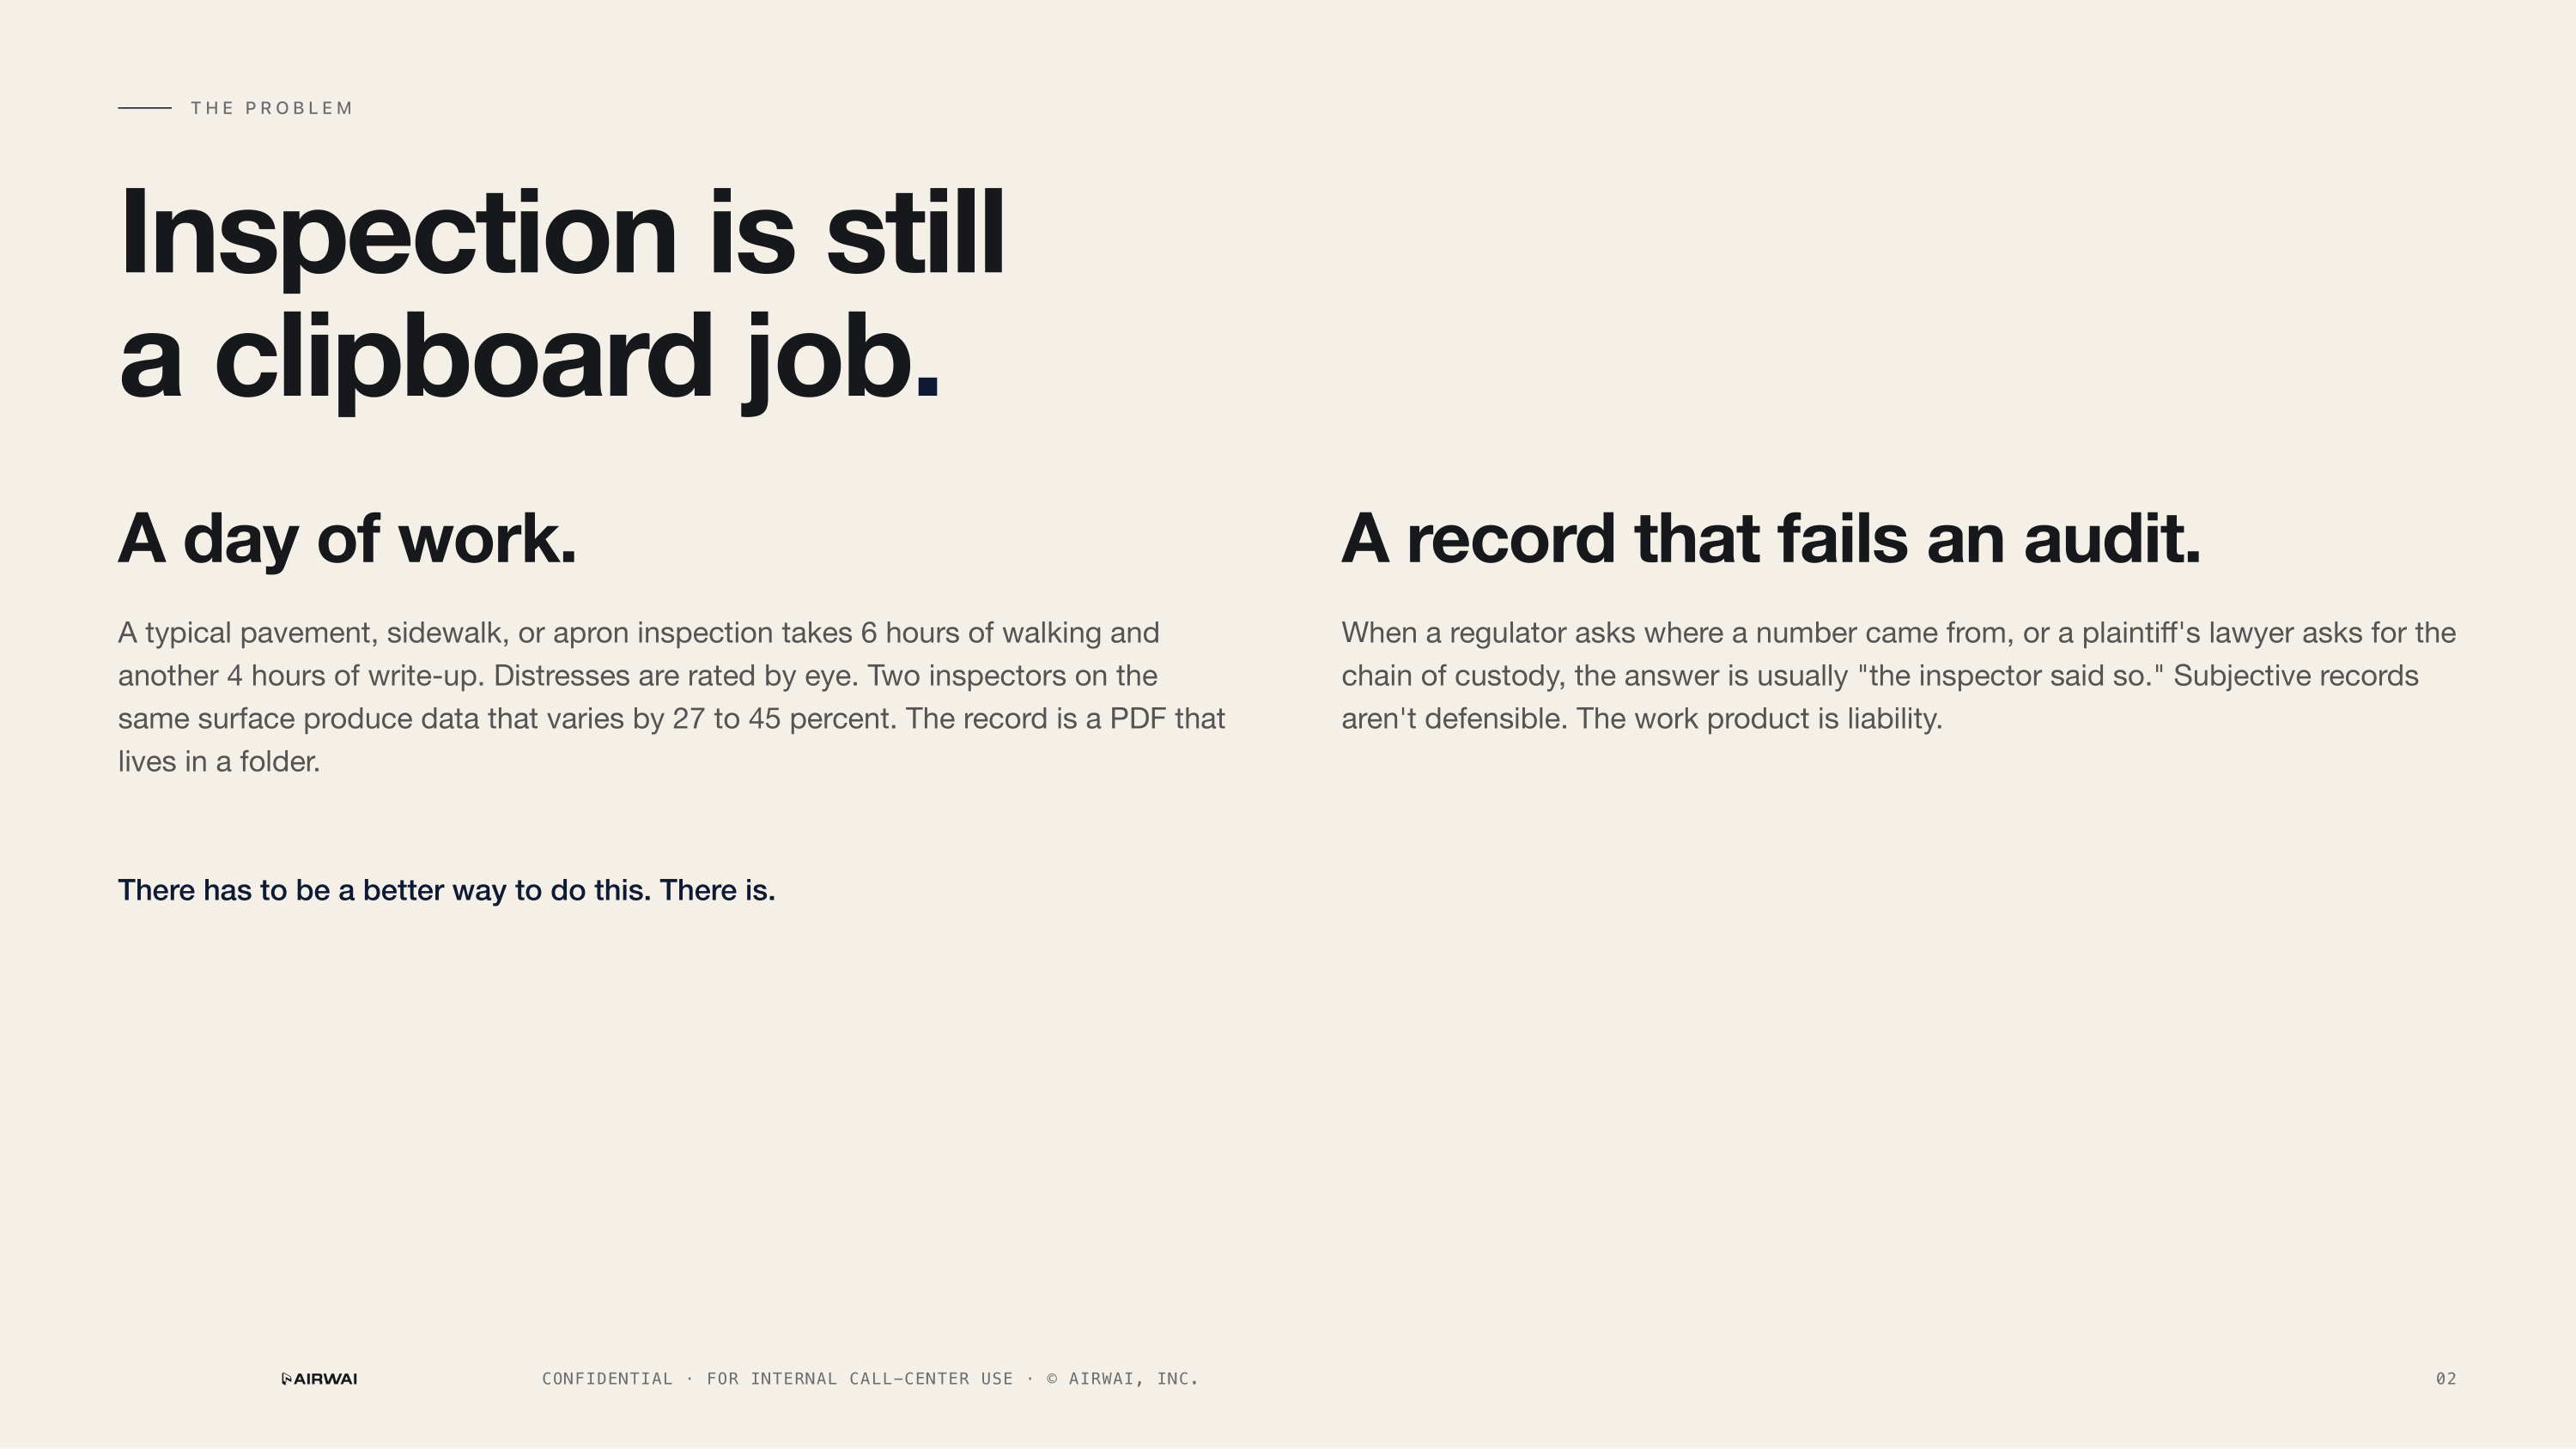 THE PROBLEM
Inspection is still
a clipboard job.
A day of work.
A typical pavement, sidewalk, or apron inspection takes 6 hours of walking and
another 4 hours of write-up. Distresses are rated by eye. Two inspectors on the
same surface produce data that varies by 27 to 45 percent. The record is a PDF that
lives in a folder.
A record that fails an audit.
When a regulator asks where a number came from, or a plaintiff's lawyer asks for the
chain of custody, the answer is usually "the inspector said so." Subjective records
aren't defensible. The work product is liability.
There has to be a better way to do this. There is.
AIRWAI
CONFIDENTIAL · FOR INTERNAL CALL-CENTER USE · © AIRWAI, INC.
02